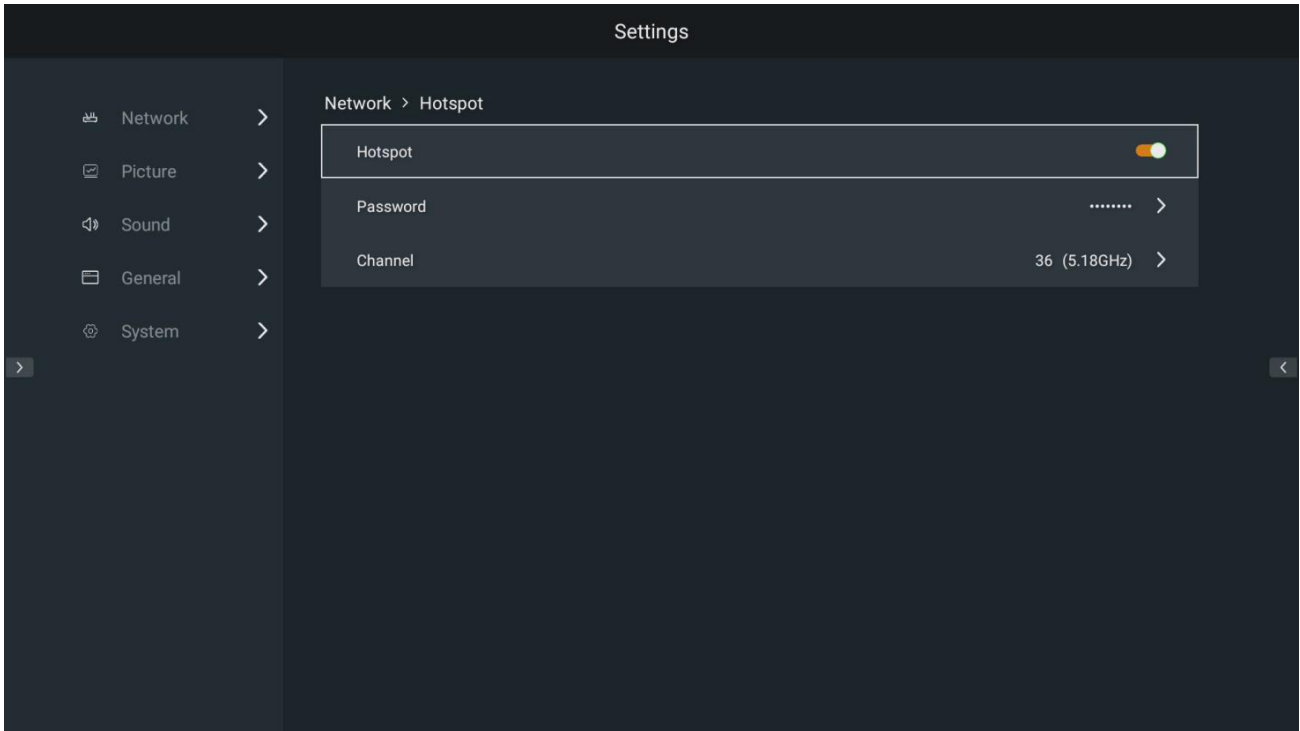 Settings
Network
Picture
Sound
General
System
Network > Hotspot
Hotspot
Password ········
Channel 36 (5.18GHz)